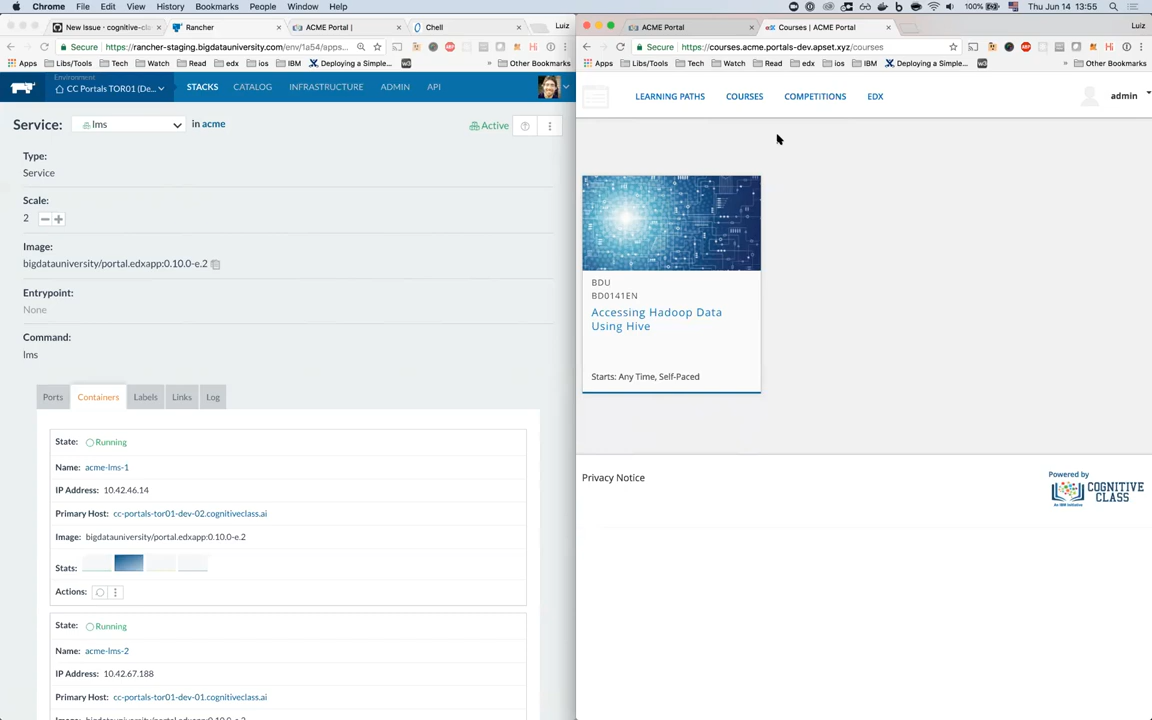 Chrome File Edit View History Bookmarks People Window Help
100% Thu Jun 14 13:55
New Issue - cognitive-cl
Rancher
ACME Portal |
Chell
Luiz
Secure https://rancher-staging.bigdatauniversity.com/env/1a54/apps...
Apps Libs/Tools Tech Watch Read edx ios IBM Deploying a Simple... w3 » Other Bookmarks
Environment
CC Portals TOR01 (De...
STACKS CATALOG INFRASTRUCTURE ADMIN API
Service: lms in acme
Active
Type:
Service
Scale:
2
Image:
bigdatauniversity/portal.edxapp:0.10.0-e.2
Entrypoint:
None
Command:
lms
Ports Containers Labels Links Log
State: Running
Name: acme-lms-1
IP Address: 10.42.46.14
Primary Host: cc-portals-tor01-dev-02.cognitiveclass.ai
Image: bigdatauniversity/portal.edxapp:0.10.0-e.2
Stats:
Actions:
State: Running
Name: acme-lms-2
IP Address: 10.42.67.188
Primary Host: cc-portals-tor01-dev-01.cognitiveclass.ai
ACME Portal
Courses | ACME Portal
Luiz
Secure https://courses.acme.portals-dev.apset.xyz/courses
Apps Libs/Tools Tech Watch Read edx ios IBM Deploying a Simple... w3 » Other Bookmarks
LEARNING PATHS COURSES COMPETITIONS EDX
admin
BDU
BD0141EN
Accessing Hadoop Data
Using Hive
Starts: Any Time, Self-Paced
Privacy Notice
Powered by
COGNITIVE
CLASS
An IBM Initiative